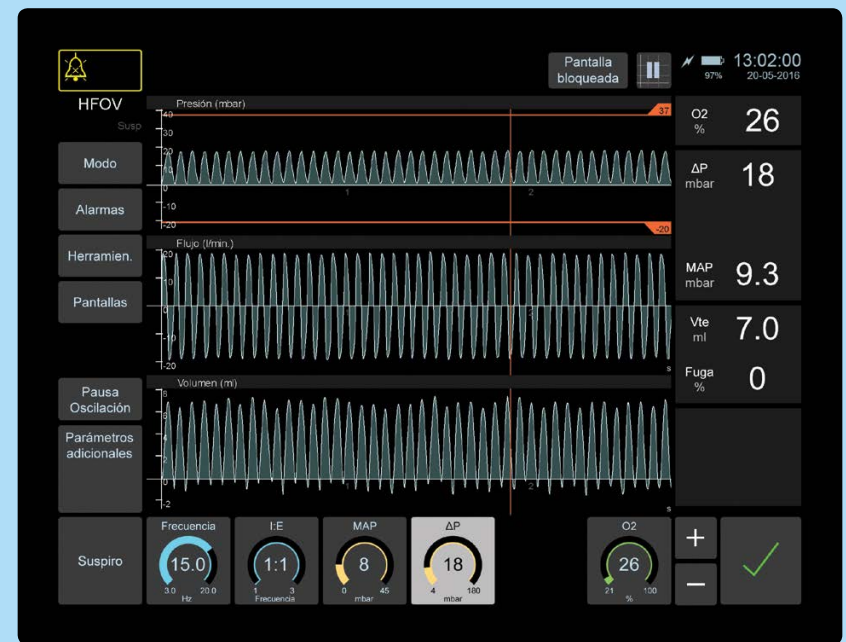 Pantalla
bloqueada
97%
13:02:00
20-05-2016
HFOV
Susp
Modo
Alarmas
Herramien.
Pantallas
Pausa
Oscilación
Parámetros
adicionales
Suspiro
Presión (mbar)
40
30
20
10
0
-10
-20
37
-20
1
2
Flujo (l/min.)
20
10
0
-10
-20
1
2
s
Volumen (ml)
8
6
4
2
0
-2
1
2
s
O2
%
26
ΔP
mbar
18
MAP
mbar
9.3
Vte
ml
7.0
Fuga
%
0
Frecuencia
15.0
3.0 20.0
Hz
I:E
1:1
1 3
Frecuencia
MAP
8
0 45
mbar
ΔP
18
4 180
mbar
O2
26
21 100
%
+
−